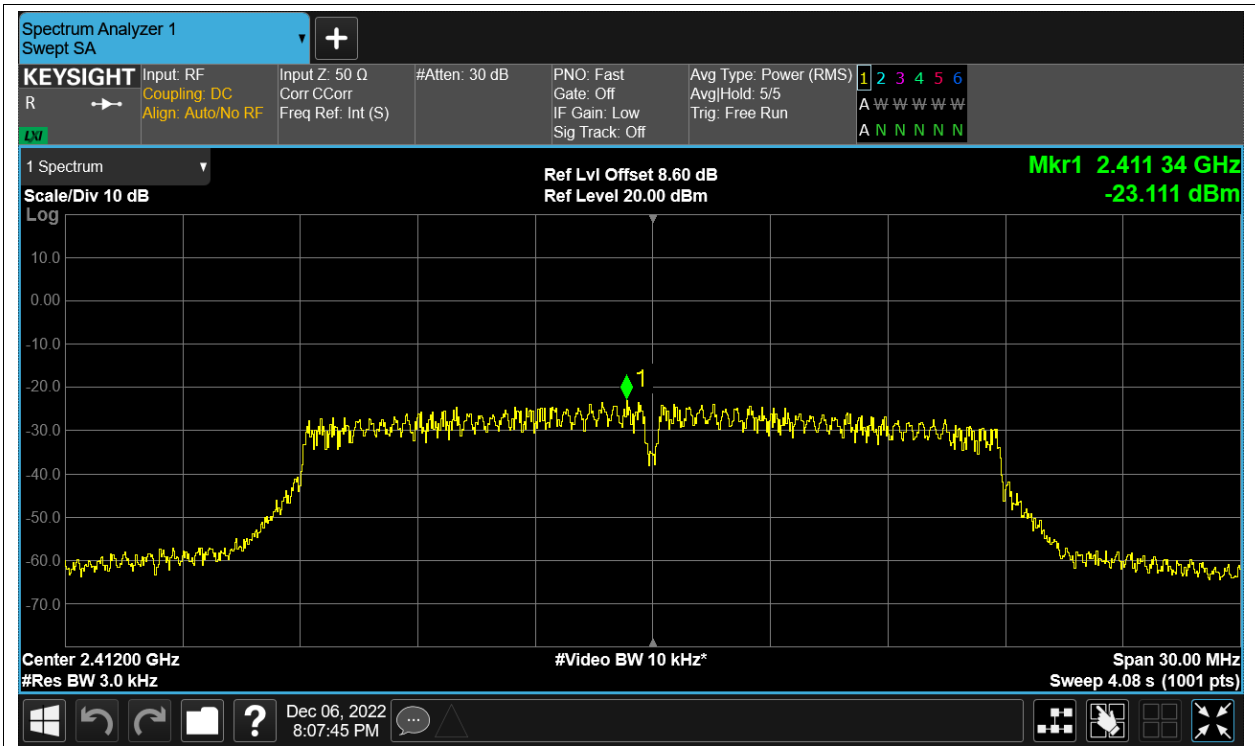 Spectrum Analyzer 1
Swept SA
KEYSIGHT
R
LXI
Input: RF
Coupling: DC
Align: Auto/No RF
Input Z: 50 Ω
Corr CCorr
Freq Ref: Int (S)
#Atten: 30 dB
PNO: Fast
Gate: Off
IF Gain: Low
Sig Track: Off
Avg Type: Power (RMS)
Avg|Hold: 5/5
Trig: Free Run
1 2 3 4 5 6
A W W W W W
A N N N N N
1 Spectrum
Scale/Div 10 dB
Log
Ref Lvl Offset 8.60 dB
Ref Level 20.00 dBm
Mkr1 2.411 34 GHz
-23.111 dBm
10.0
0.00
-10.0
-20.0
-30.0
-40.0
-50.0
-60.0
-70.0
1
Center 2.41200 GHz
#Res BW 3.0 kHz
#Video BW 10 kHz*
Span 30.00 MHz
Sweep 4.08 s (1001 pts)
?
Dec 06, 2022
8:07:45 PM